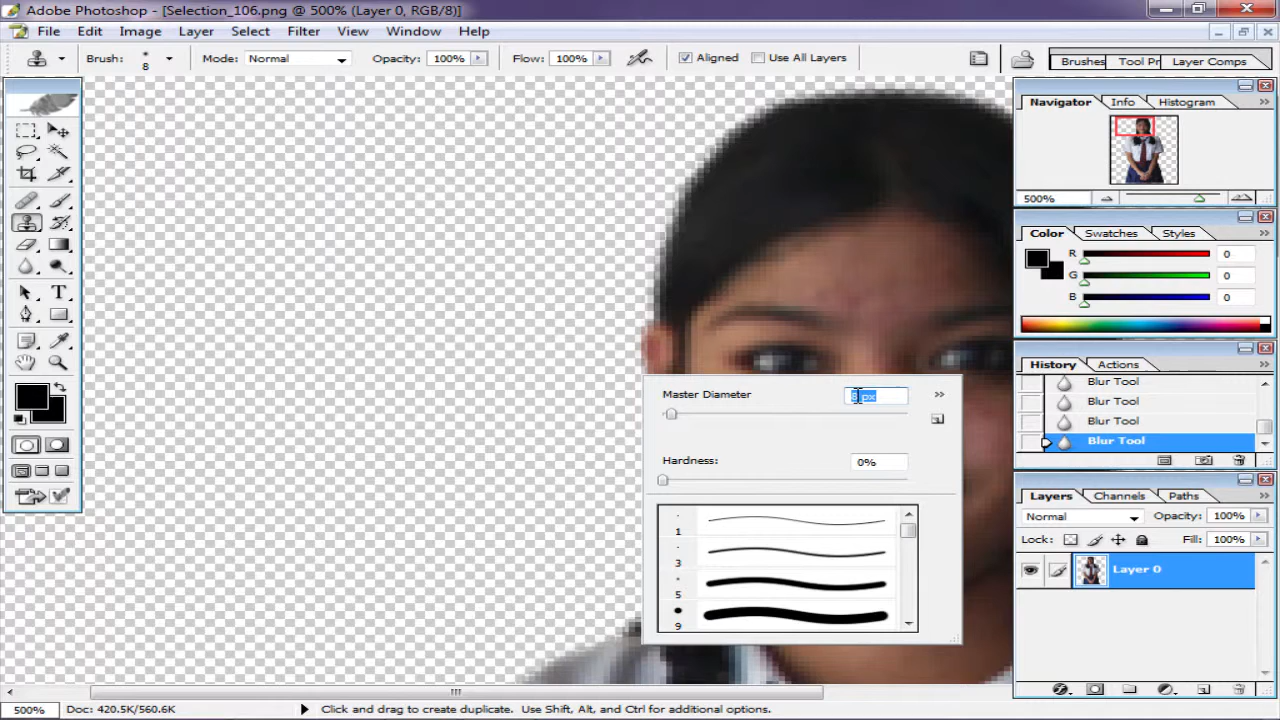 Adobe Photoshop - [Selection_106.png @ 500% (Layer 0, RGB/8)]
File Edit Image Layer Select Filter View Window Help
Brush: 8 Mode: Normal Opacity: 100% Flow: 100% Aligned Use All Layers Brushes Tool Pr Layer Comps
Navigator Info Histogram
500%
Color Swatches Styles
R 0
G 0
B 0
History Actions
Blur Tool
Blur Tool
Blur Tool
Blur Tool
Master Diameter 8 px
Hardness: 0%
1
3
5
9
Layers Channels Paths
Normal Opacity: 100%
Lock: Fill: 100%
Layer 0
500% Doc: 420.5K/560.6K Click and drag to create duplicate. Use Shift, Alt, and Ctrl for additional options.